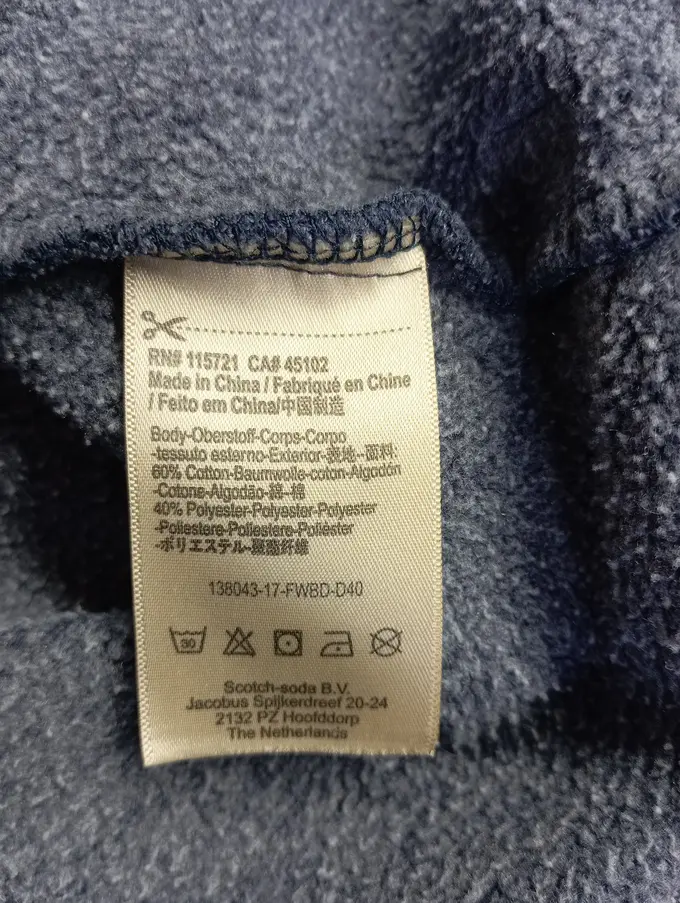 RN# 115721 CA# 45102
Made in China / Fabriqué en Chine
/ Feito em China/中国制造
Body-Oberstoff-Corps-Corpo
-tessuto esterno-Exterior-表地--面料:
60% Cotton-Baumwolle-coton-Algodón
-Cotone-Algodão-綿-棉
40% Polyester-Polyester-Polyester
-Poliestere-Poliestere-Poliéster
-ポリエステル-聚酯纤维
138043-17-FWBD-D40
30
Scotch-soda B.V.
Jacobus Spijkerdreef 20-24
2132 PZ Hoofddorp
The Netherlands